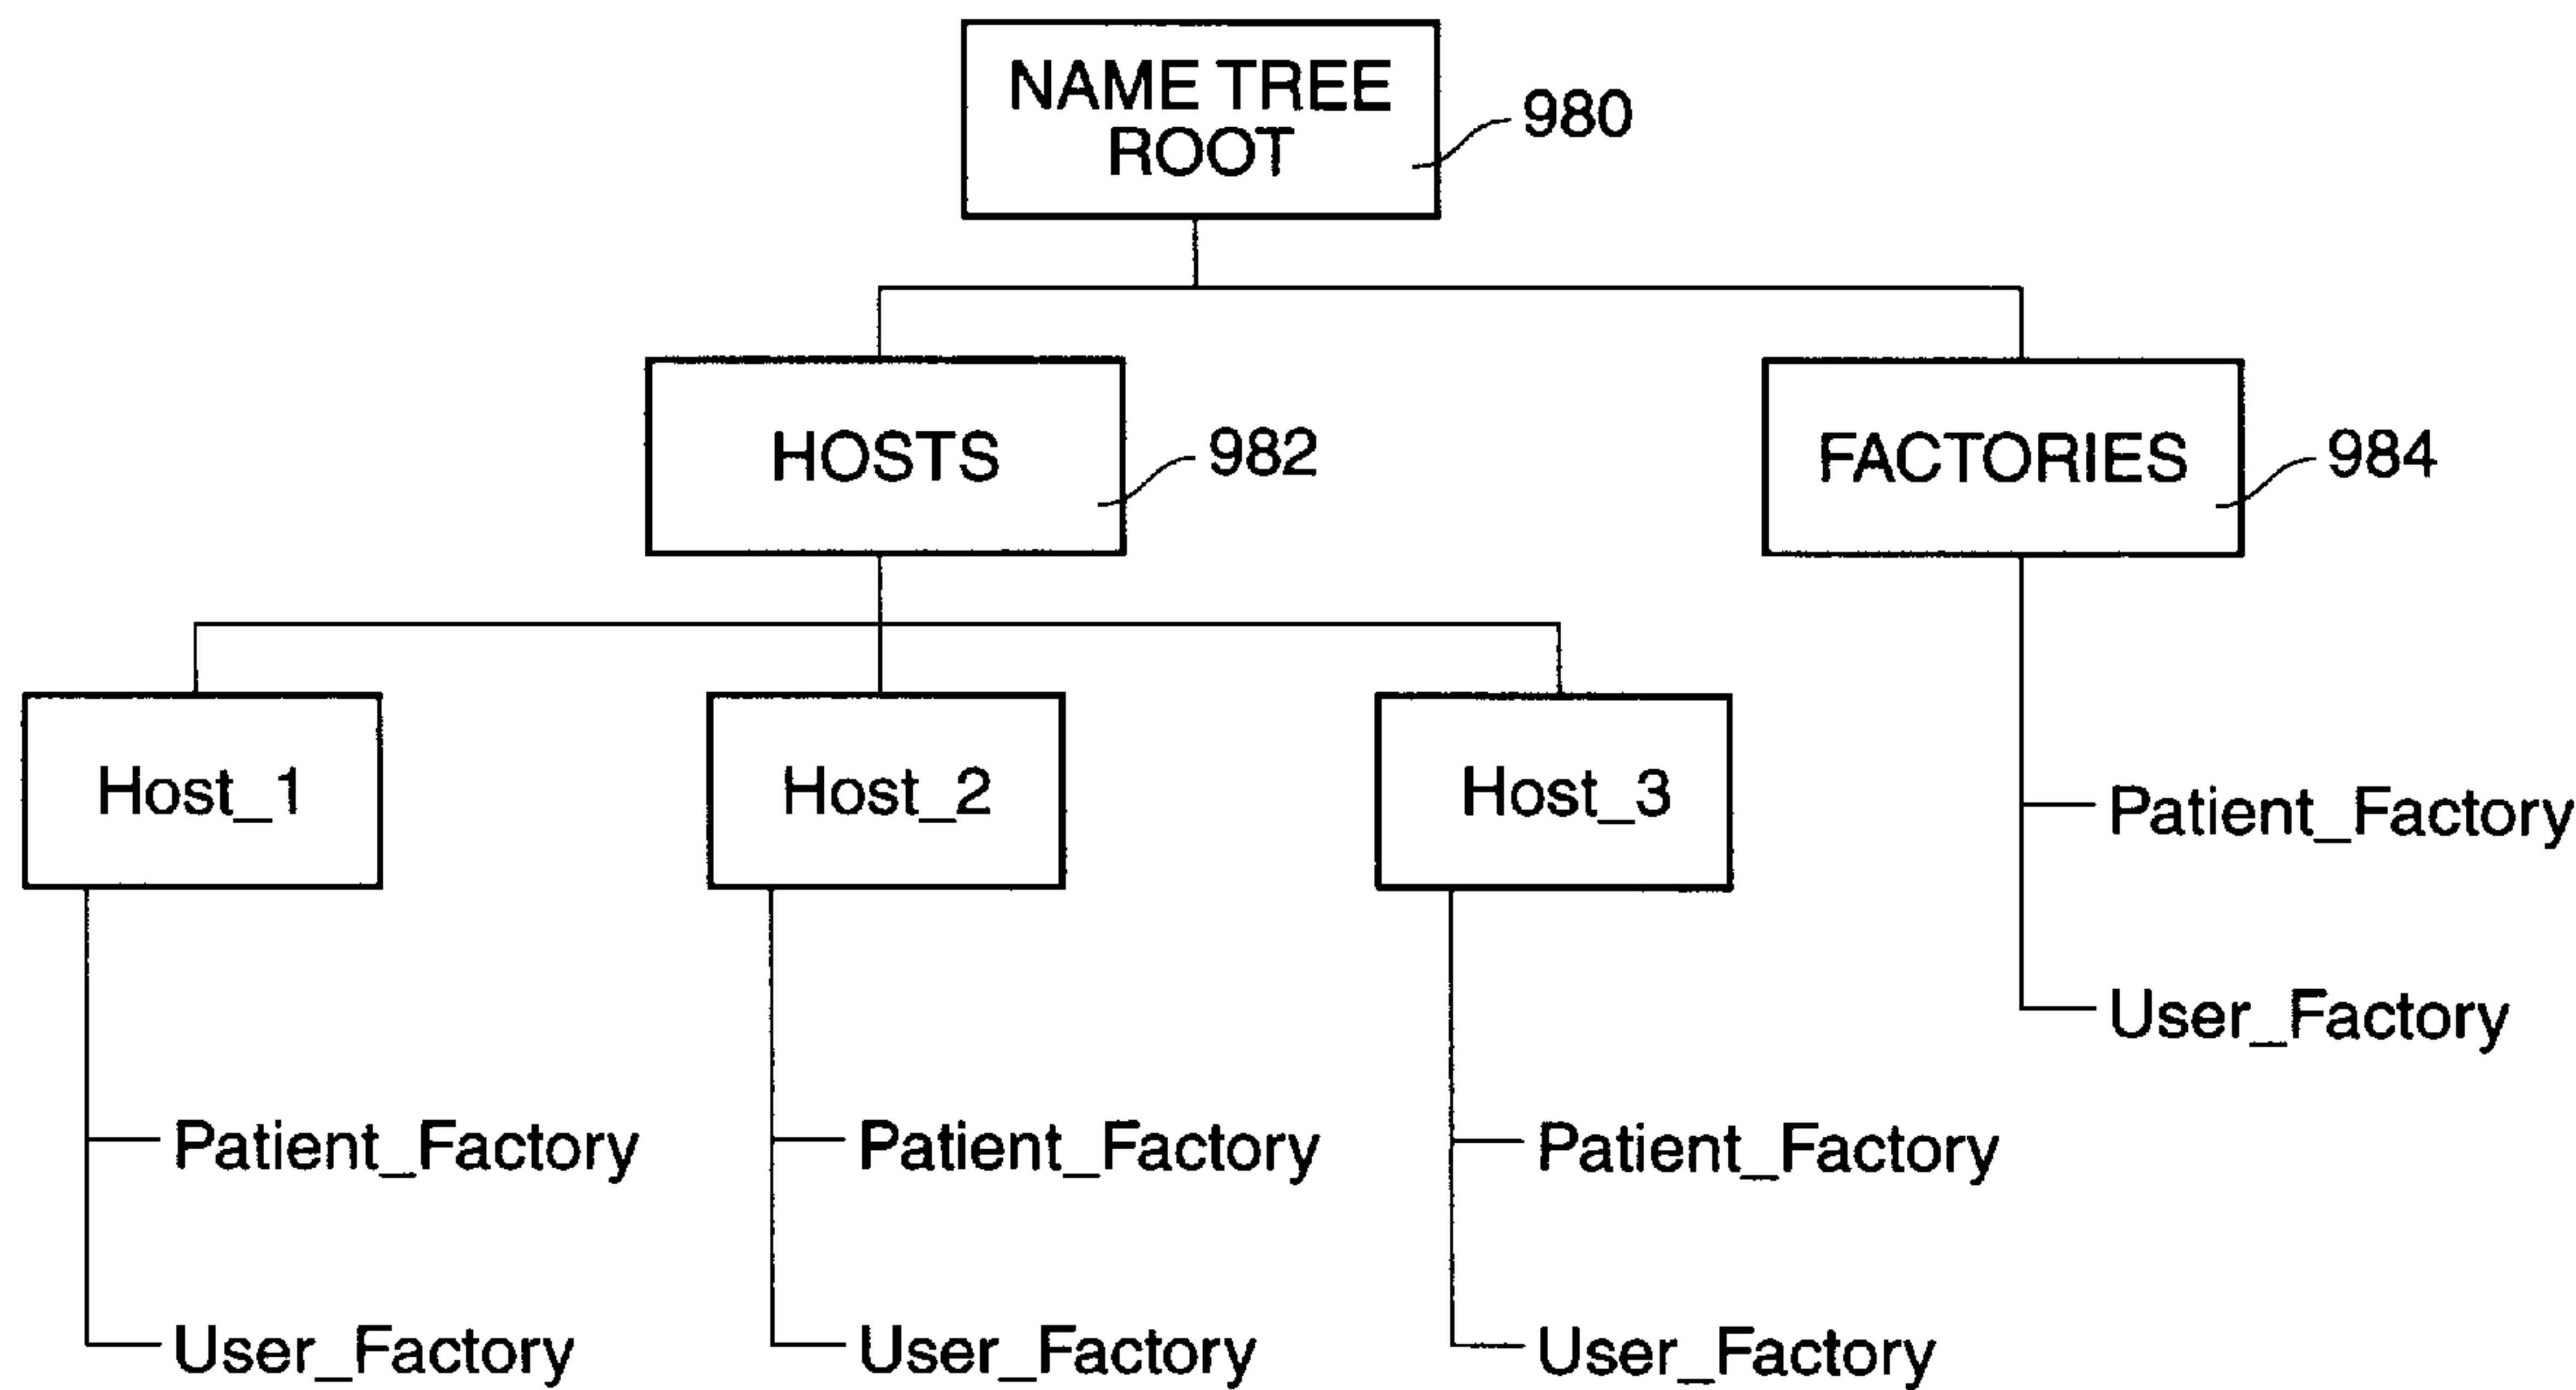 NAME TREE
ROOT
980
HOSTS
982
FACTORIES
984
Host_1
Host_2
Host_3
Patient_Factory
User_Factory
Patient_Factory
Patient_Factory
Patient_Factory
User_Factory
User_Factory
User_Factory